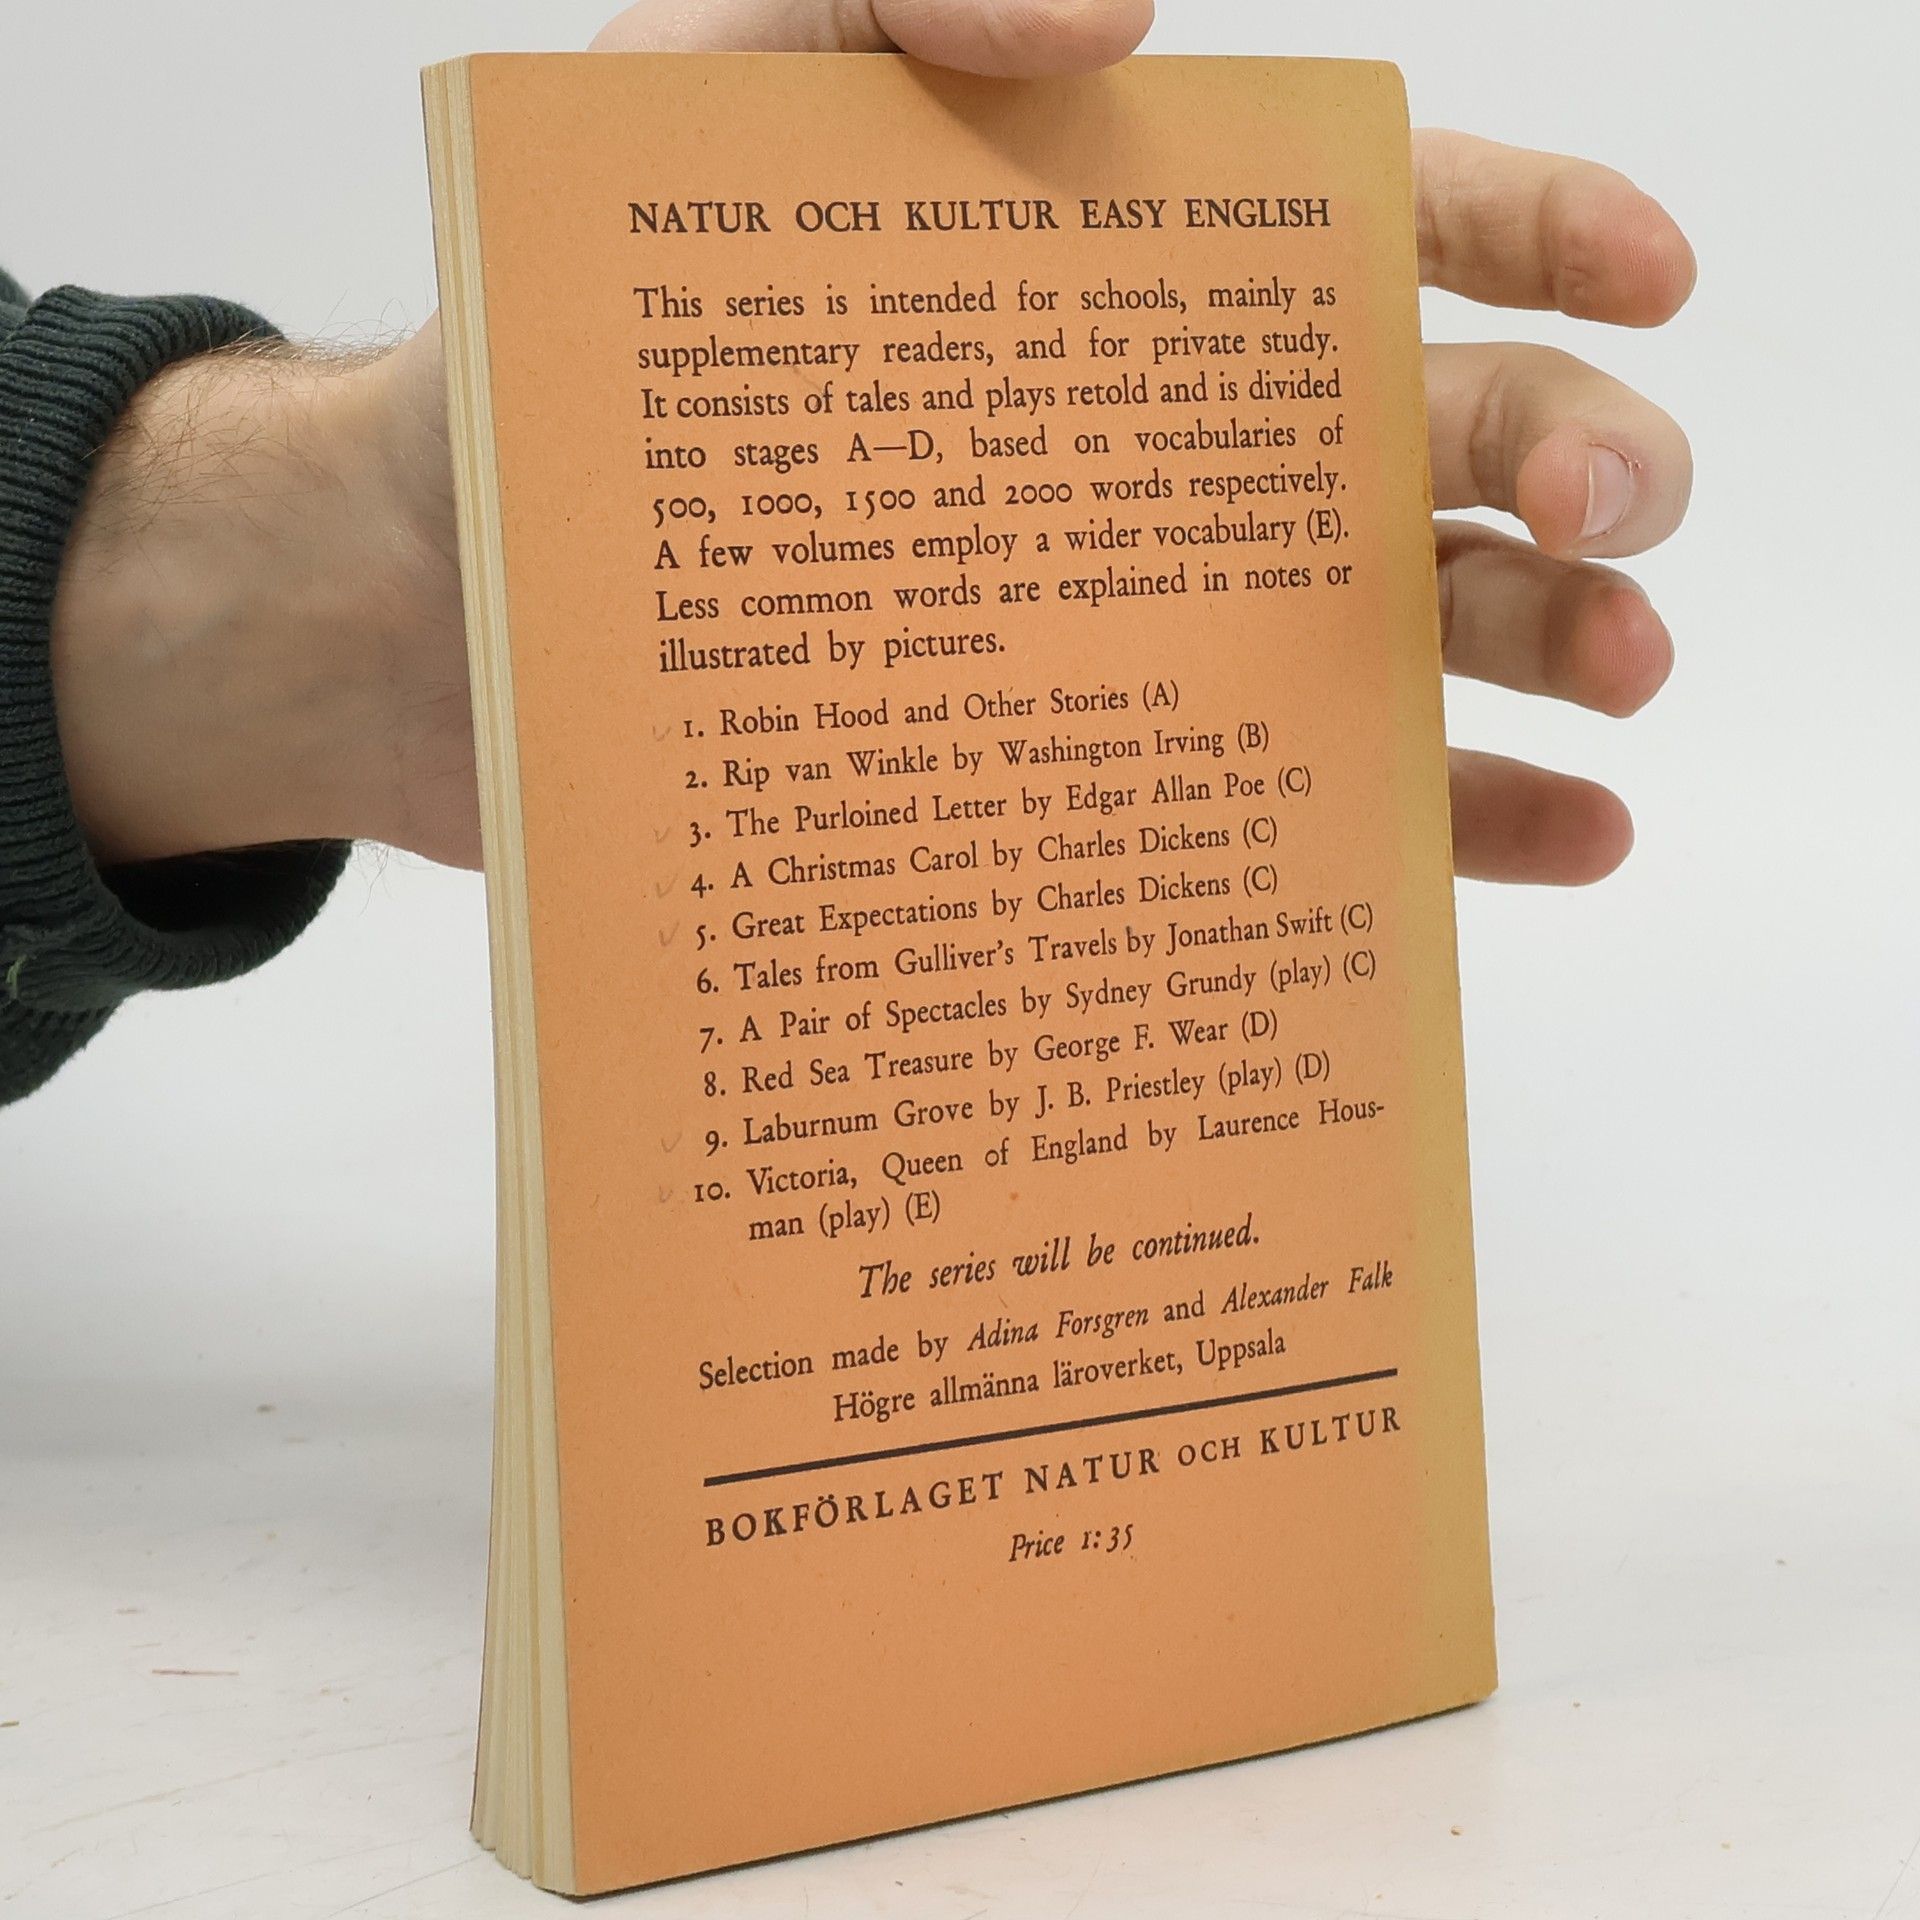 NATUR OCH KULTUR EASY ENGLISH
This series is intended for schools, mainly as
supplementary readers, and for private study.
It consists of tales and plays retold and is divided
into stages A—D, based on vocabularies of
500, 1000, 1500 and 2000 words respectively.
A few volumes employ a wider vocabulary (E).
Less common words are explained in notes or
illustrated by pictures.
1. Robin Hood and Other Stories (A)
2. Rip van Winkle by Washington Irving (B)
3. The Purloined Letter by Edgar Allan Poe (C)
4. A Christmas Carol by Charles Dickens (C)
5. Great Expectations by Charles Dickens (C)
6. Tales from Gulliver's Travels by Jonathan Swift (C)
7. A Pair of Spectacles by Sydney Grundy (play) (C)
8. Red Sea Treasure by George F. Wear (D)
9. Laburnum Grove by J. B. Priestley (play) (D)
10. Victoria, Queen of England by Laurence Hous-
man (play) (E)
The series will be continued.
Selection made by Adina Forsgren and Alexander Falk
Högre allmänna läroverket, Uppsala
BOKFÖRLAGET NATUR OCH KULTUR
Price 1:35